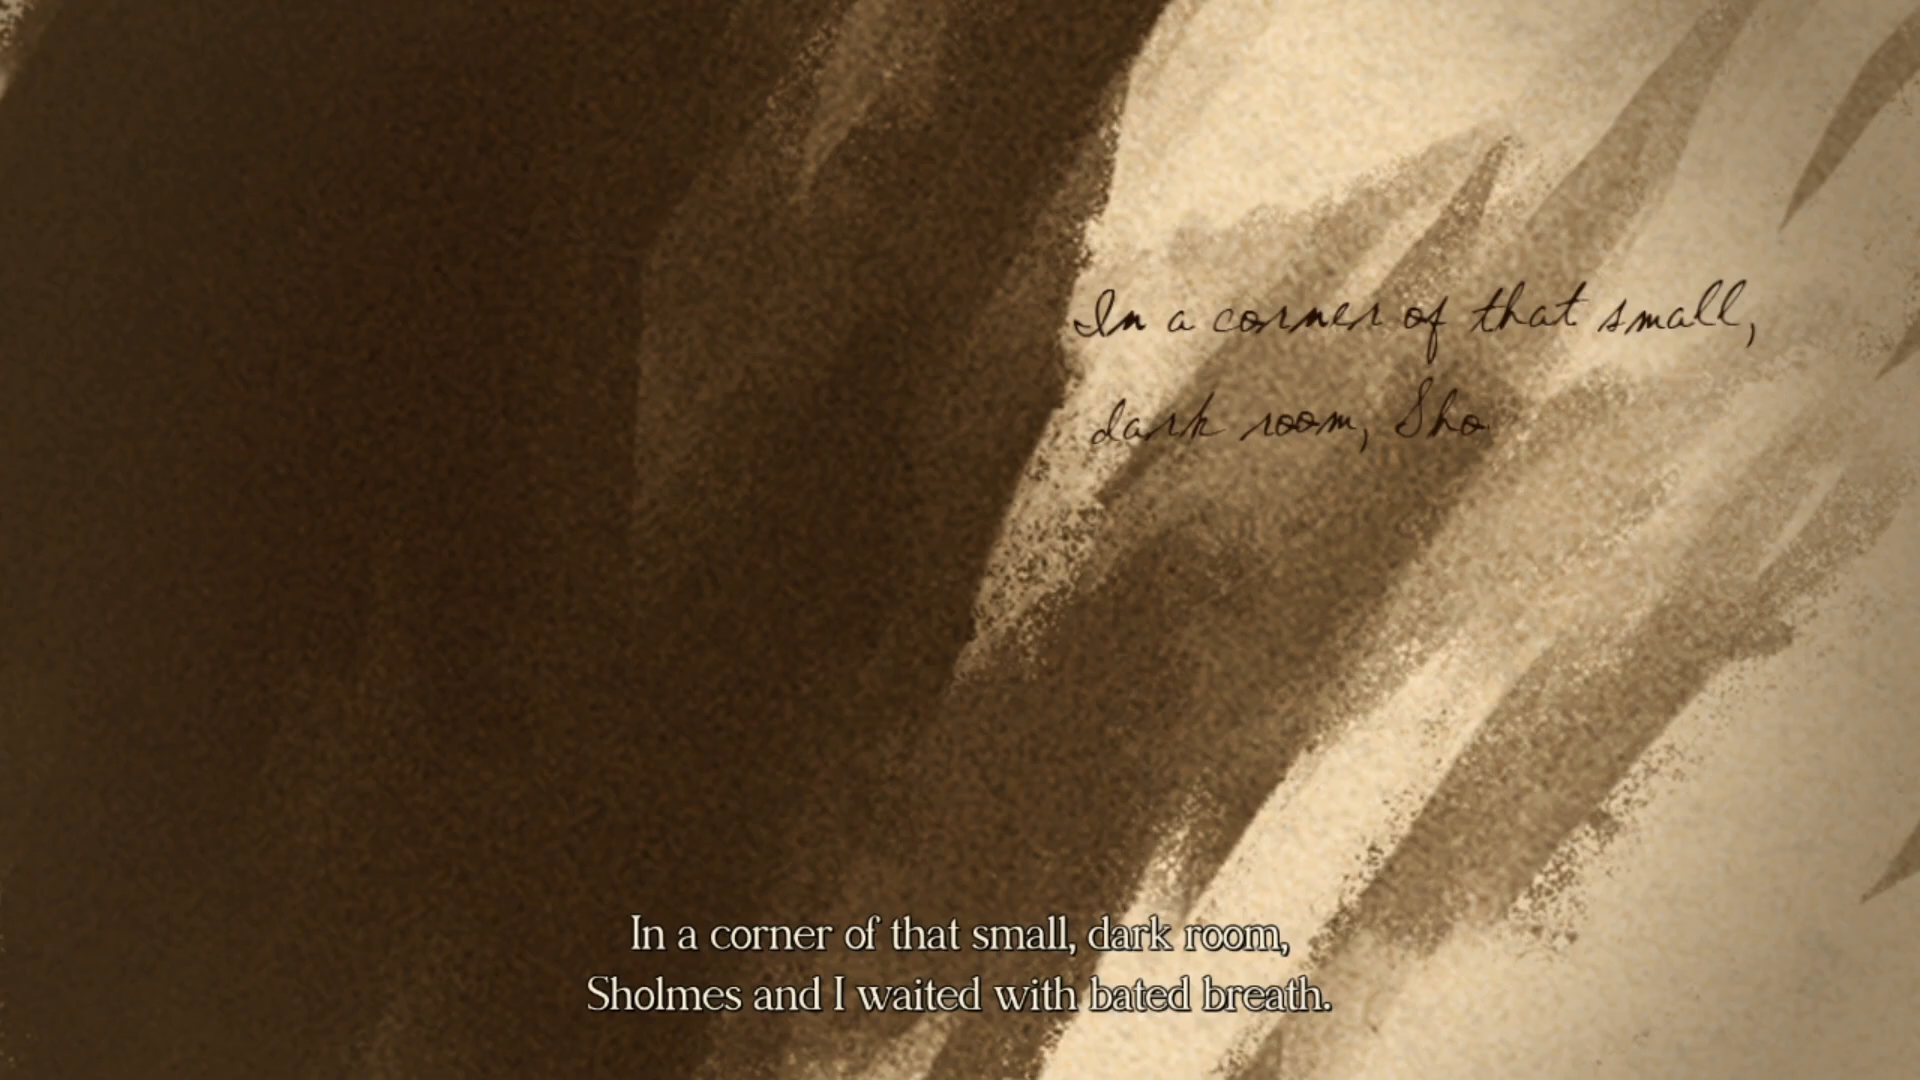 In a corner of that small,
dark room, Sho
In a corner of that small, dark room,
Sholmes and I waited with bated breath.